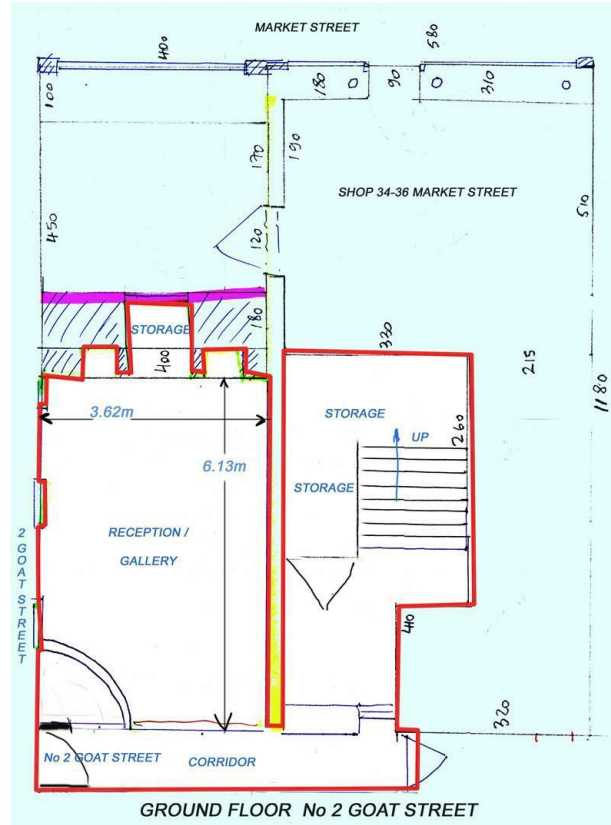 MARKET STREET
400
580
180
90
310
100
170
190
SHOP 34-36 MARKET STREET
510
450
120
180
STORAGE
400
330
215
1180
3.62m
STORAGE
UP
260
6.13m
STORAGE
RECEPTION /
GALLERY
2 GOAT STREET
410
320
No 2 GOAT STREET
CORRIDOR
GROUND FLOOR No 2 GOAT STREET